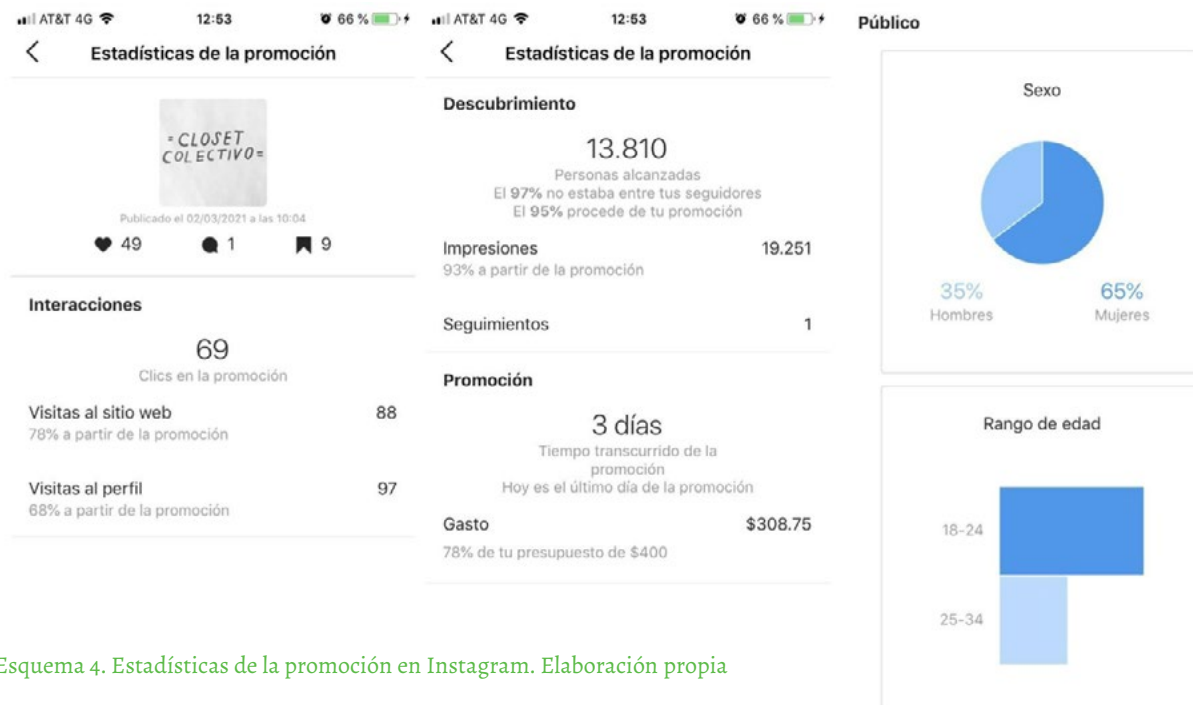 AT&T 4G 12:53 66 %
Estadísticas de la promoción
= CLOSET
COLECTIVO=
Publicado el 02/03/2021 a las 10:04
49 1 9
Interacciones
69
Clics en la promoción
Visitas al sitio web 88
78% a partir de la promoción
Visitas al perfil 97
68% a partir de la promoción
AT&T 4G 12:53 66 %
Estadísticas de la promoción
Descubrimiento
13.810
Personas alcanzadas
El 97% no estaba entre tus seguidores
El 95% procede de tu promoción
Impresiones 19.251
93% a partir de la promoción
Seguimientos 1
Promoción
3 días
Tiempo transcurrido de la
promoción
Hoy es el último día de la promoción
Gasto $308.75
78% de tu presupuesto de $400
Público
Sexo
35% 65%
Hombres Mujeres
Rango de edad
18-24
25-34
Esquema 4. Estadísticas de la promoción en Instagram. Elaboración propia